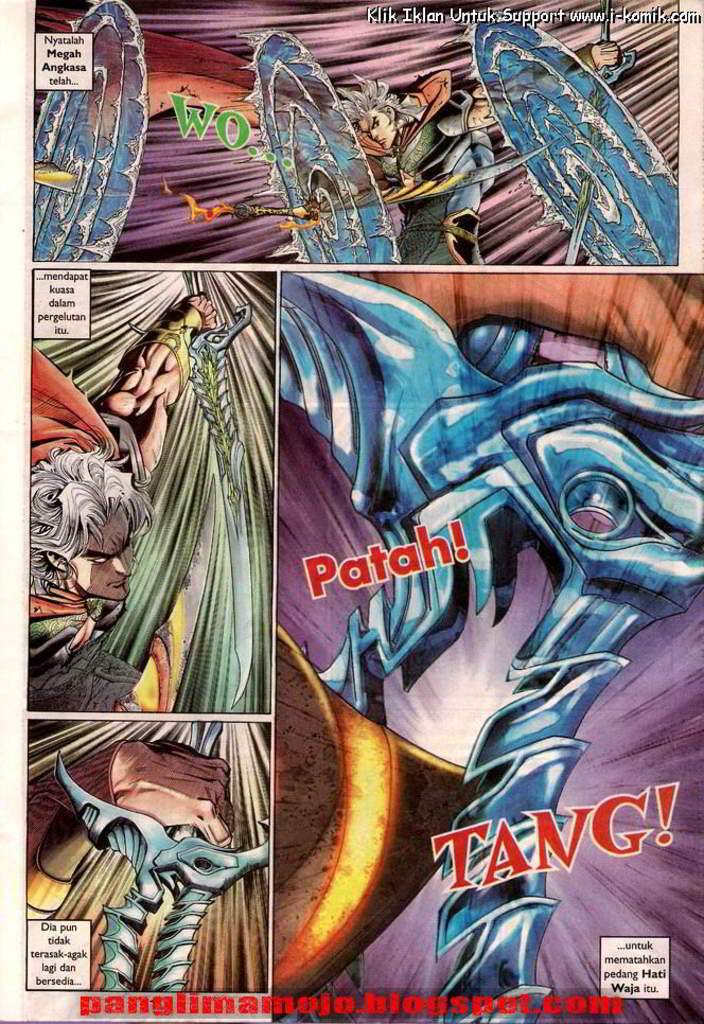 Klik Iklan Untuk Support www.i-komik.com
Nyatalah
Megah
Angkasa
telah...
WO...
...mendapat
kuasa
dalam
pergelutan
itu.
Patah!
TANG!
Dia pun
tidak
terasak-agak
lagi dan
bersedia...
...untuk
mematahkan
pedang Hati
Waja itu.
panglimamojo.blogspot.com